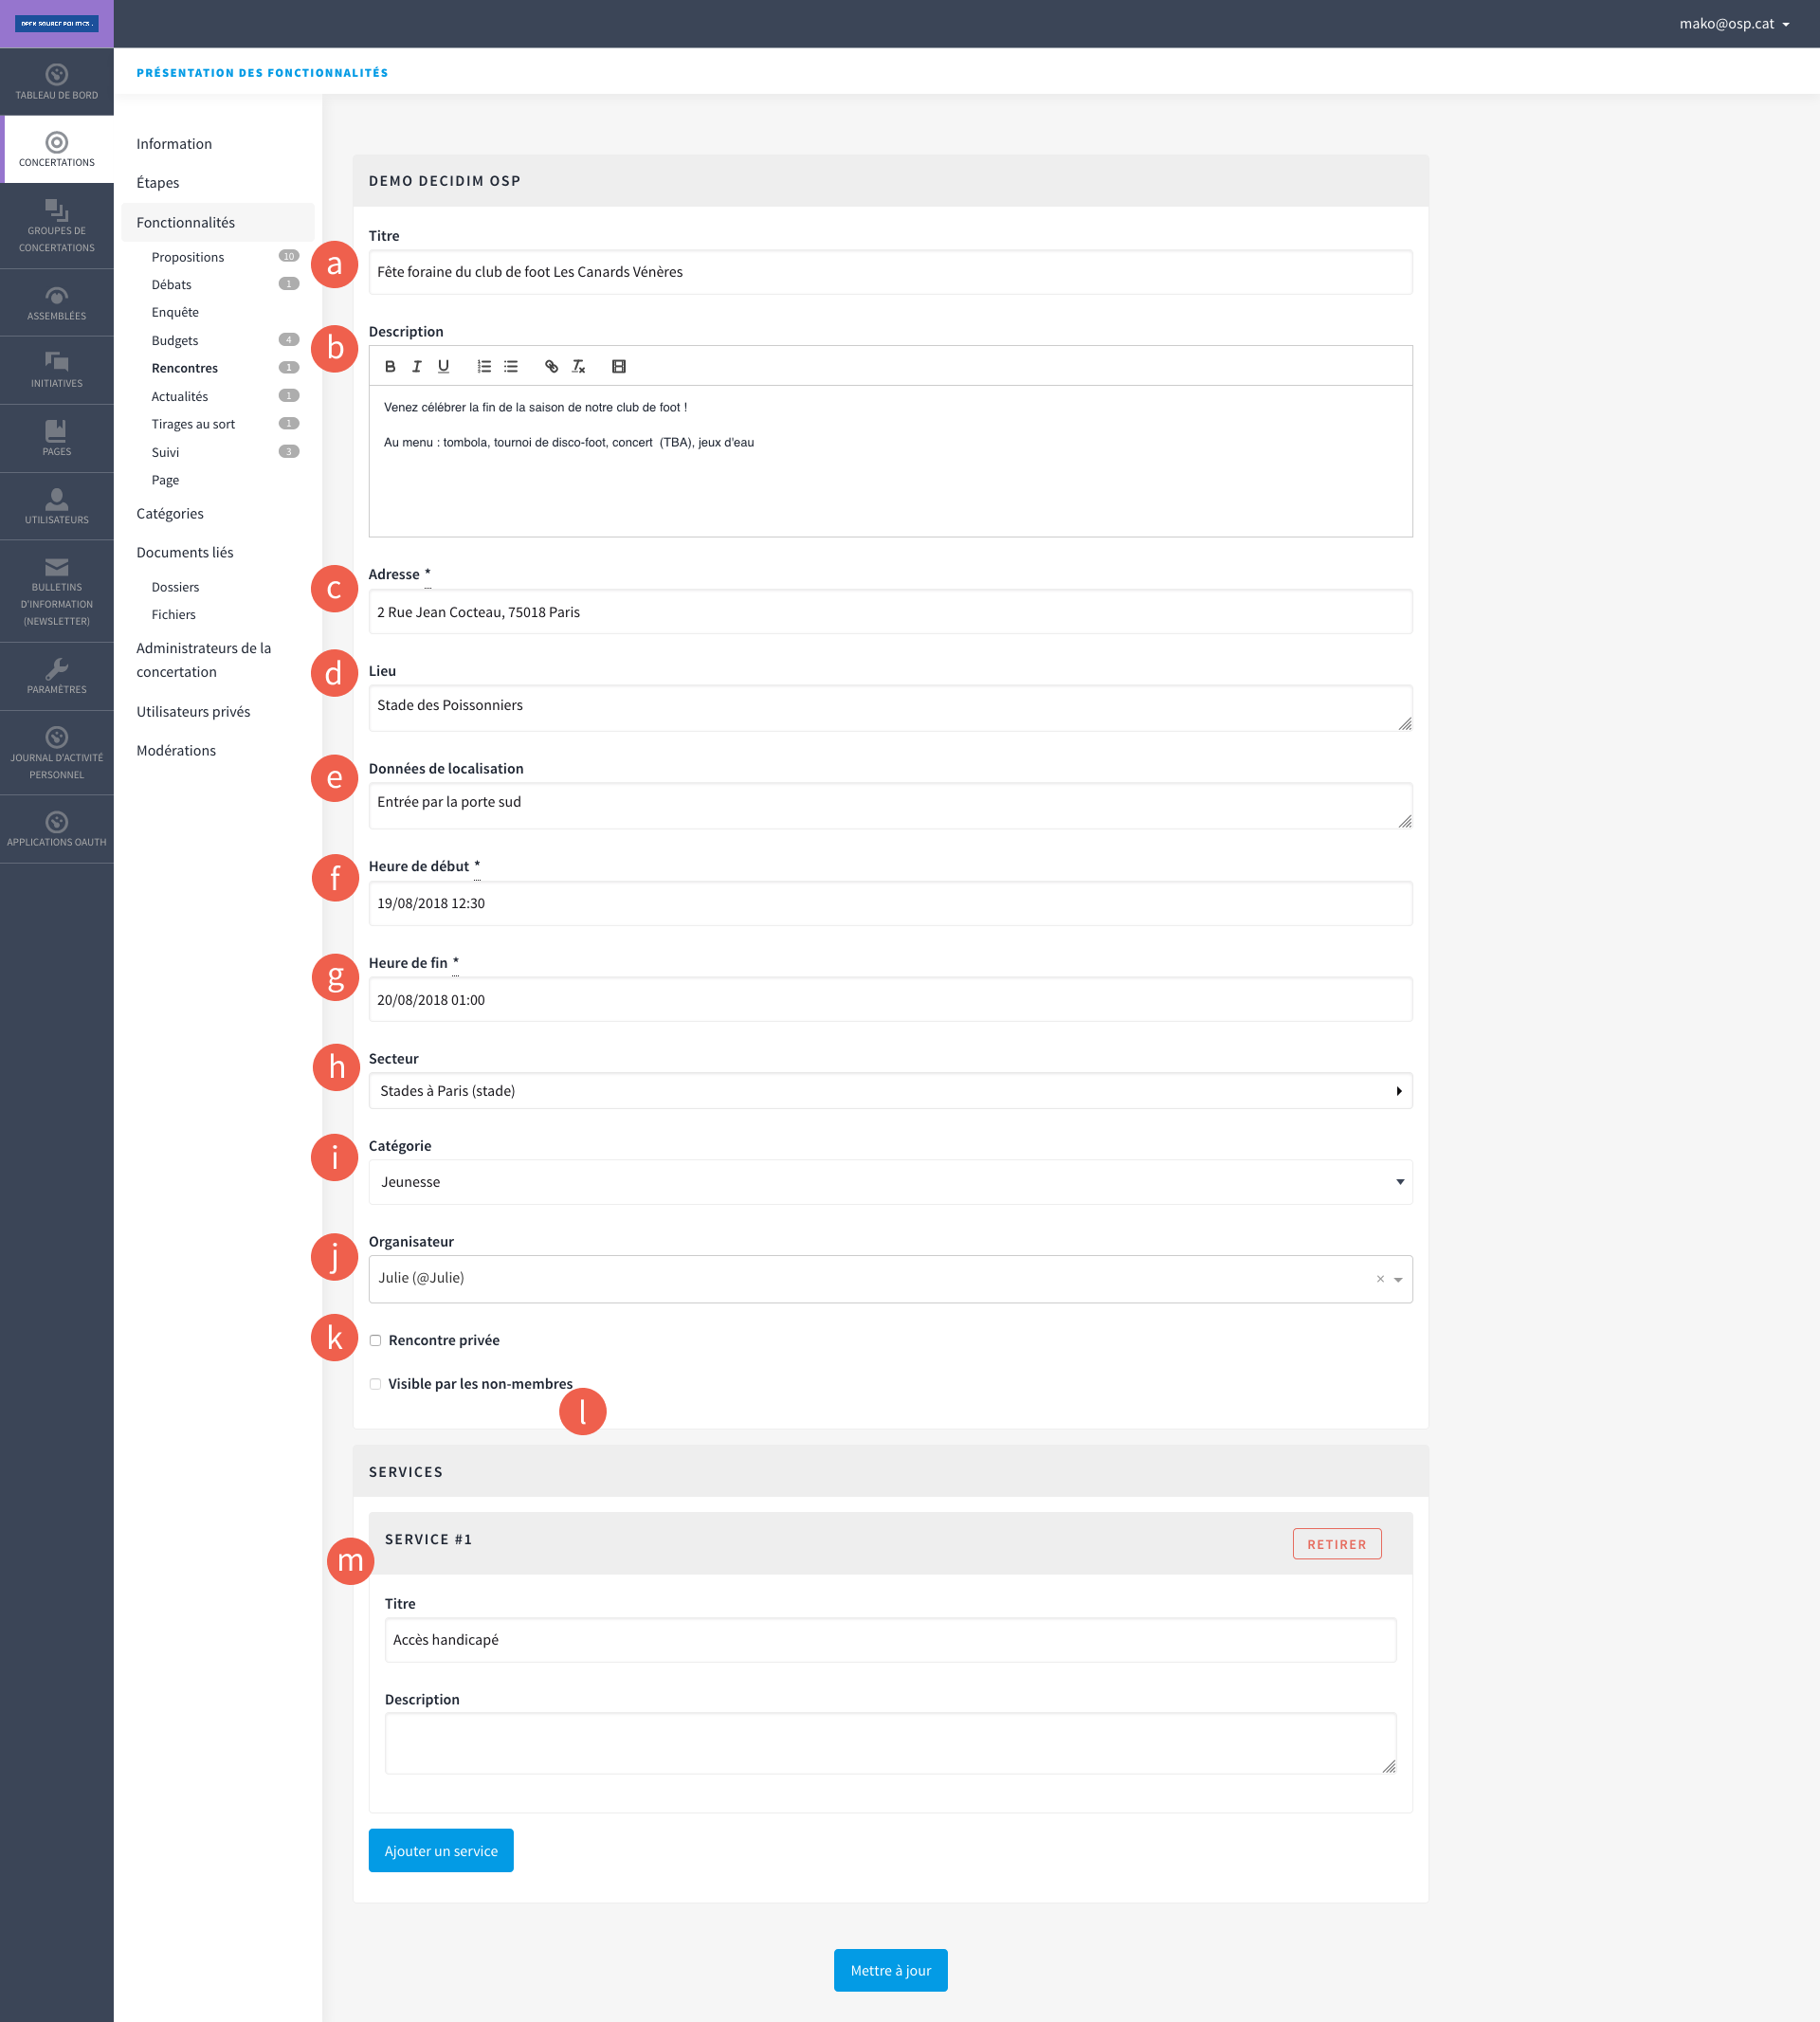 OPEN SOURCE POLITICS
mako@osp.cat
PRÉSENTATION DES FONCTIONNALITÉS
TABLEAU DE BORD
CONCERTATIONS
GROUPES DE
CONCERTATIONS
ASSEMBLÉES
INITIATIVES
PAGES
UTILISATEURS
BULLETINS
D'INFORMATION
(NEWSLETTER)
PARAMÈTRES
JOURNAL D'ACTIVITÉ
PERSONNEL
APPLICATIONS OAUTH
Information
Étapes
Fonctionnalités
Propositions 10
Débats 1
Enquête
Budgets 4
Rencontres 1
Actualités 1
Tirages au sort 1
Suivi 3
Page
Catégories
Documents liés
Dossiers
Fichiers
Administrateurs de la
concertation
Utilisateurs privés
Modérations
DEMO DECIDIM OSP
Titre
a
Fête foraine du club de foot Les Canards Vénères
Description
b
B I U
Venez célébrer la fin de la saison de notre club de foot !
Au menu : tombola, tournoi de disco-foot, concert (TBA), jeux d'eau
Adresse *
c
2 Rue Jean Cocteau, 75018 Paris
Lieu
d
Stade des Poissonniers
Données de localisation
e
Entrée par la porte sud
Heure de début *
f
19/08/2018 12:30
Heure de fin *
g
20/08/2018 01:00
Secteur
h
Stades à Paris (stade)
Catégorie
i
Jeunesse
Organisateur
j
Julie (@Julie) ×
k
Rencontre privée
Visible par les non-membres
l
SERVICES
SERVICE #1
RETIRER
m
Titre
Accès handicapé
Description
Ajouter un service
Mettre à jour